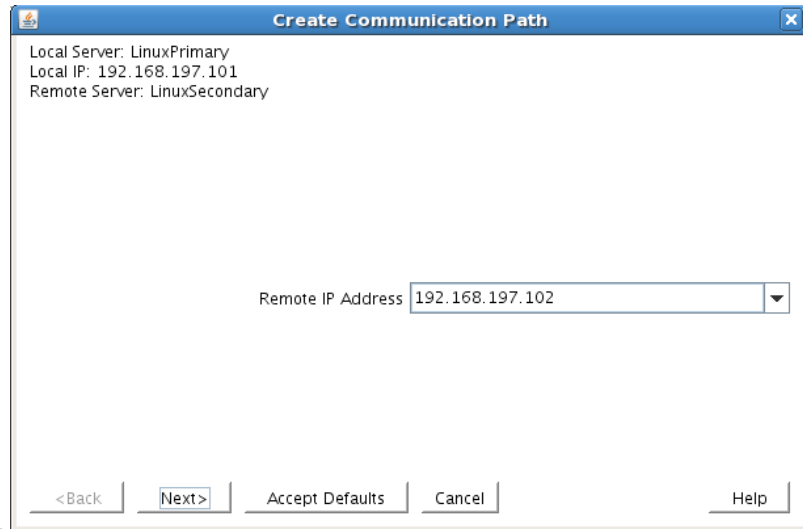 Create Communication Path
Local Server: LinuxPrimary
Local IP: 192.168.197.101
Remote Server: LinuxSecondary
Remote IP Address 192.168.197.102
<Back Next> Accept Defaults Cancel Help